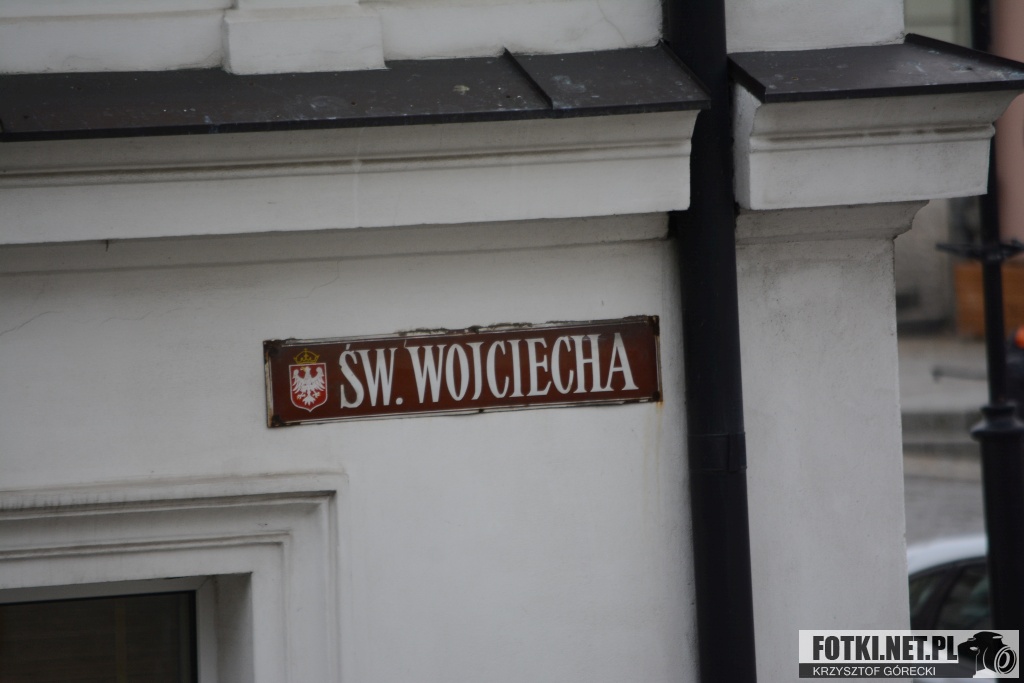 ŚW. WOJCIECHA
FOTKI.NET.PL
KRZYSZTOF GÓRECKI